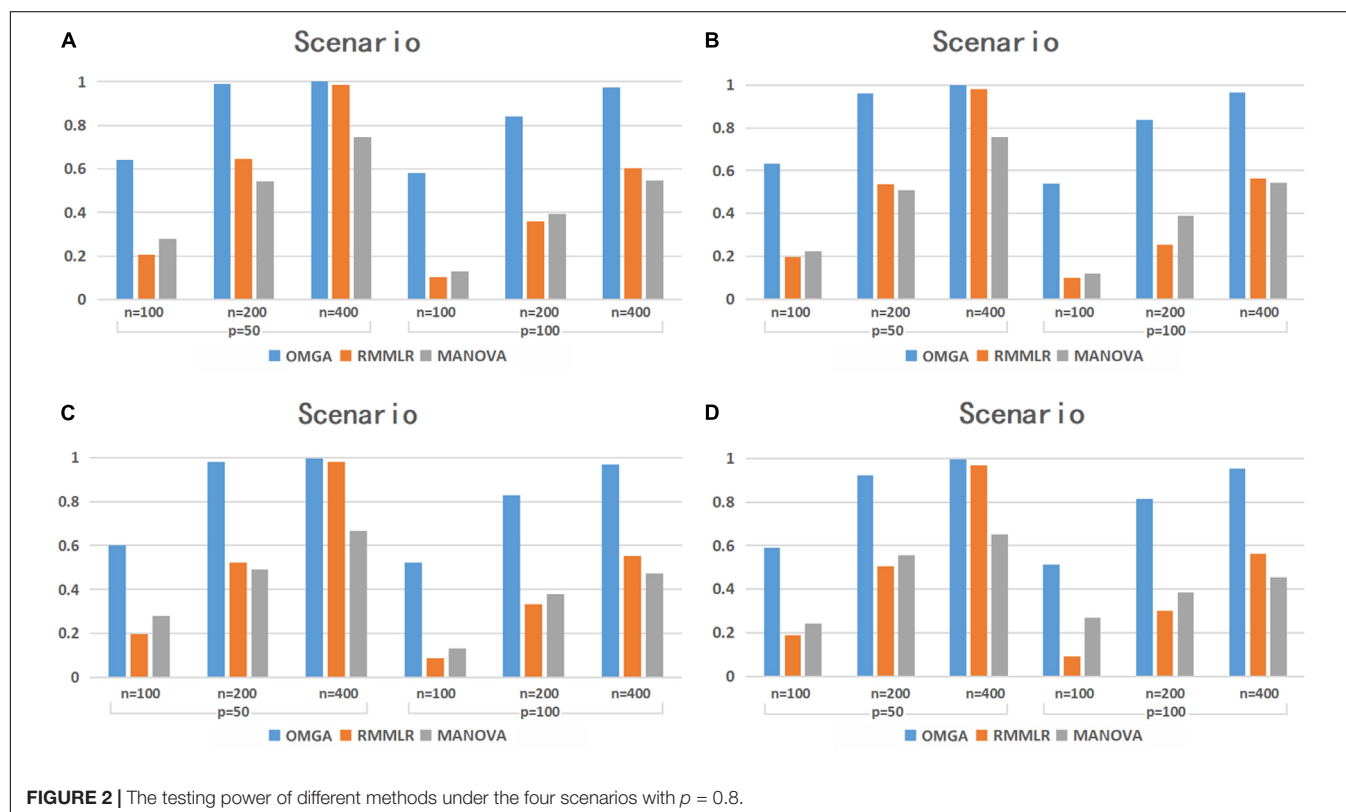 A
Scenario
1
0.8
0.6
0.4
0.2
0
n=100 n=200 n=400 n=100 n=200 n=400
p=50 p=100
OMGA RMMLR MANOVA
B
Scenario
1
0.8
0.6
0.4
0.2
0
n=100 n=200 n=400 n=100 n=200 n=400
p=50 p=100
OMGA RMMLR MANOVA
C
Scenario
1
0.8
0.6
0.4
0.2
0
n=100 n=200 n=400 n=100 n=200 n=400
p=50 p=100
OMGA RMMLR MANOVA
D
Scenario
1
0.8
0.6
0.4
0.2
0
n=100 n=200 n=400 n=100 n=200 n=400
p=50 p=100
OMGA RMMLR MANOVA
FIGURE 2 | The testing power of different methods under the four scenarios with p = 0.8.